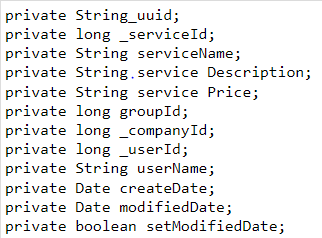 private String_uuid;
private long _serviceId;
private String serviceName;
private String.service Description;
private String service Price;
private long groupId;
private long _companyId;
private long _userId;
private String userName;
private Date createDate;
private Date modifiedDate;
private boolean setModifiedDate;